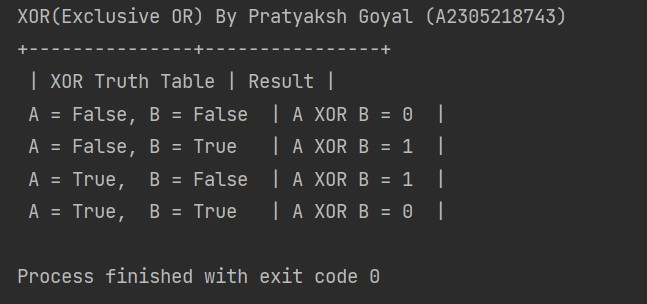 XOR(Exclusive OR) By Pratyaksh Goyal (A2305218743)
+---------------+----------------+
 | XOR Truth Table | Result |
 A = False, B = False  | A XOR B = 0  |
 A = False, B = True   | A XOR B = 1  |
 A = True,  B = False  | A XOR B = 1  |
 A = True,  B = True   | A XOR B = 0  |
Process finished with exit code 0